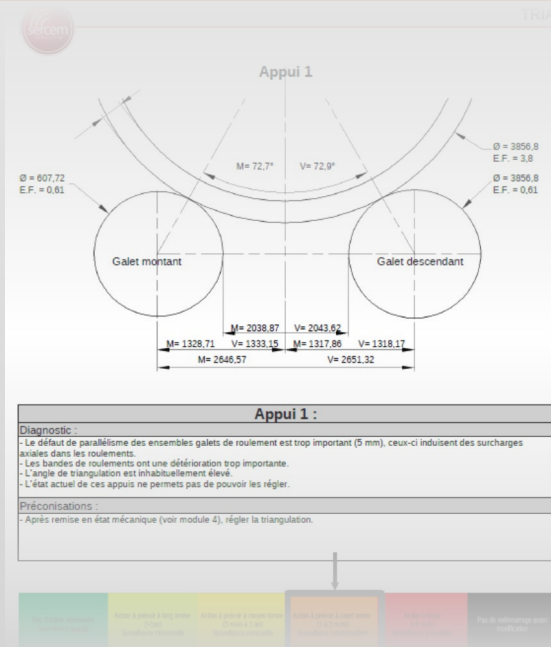 TRIA
sercem
Appui 1
M= 72,7° V= 72,9°
Ø = 3856,8
E.F. = 3,8
Ø = 607,72
E.F. = 0,61
Ø = 3856,8
E.F. = 0,61
Galet montant
Galet descendant
M= 2038,87 V= 2043,62
M= 1328,71 V= 1333,15 M= 1317,86 V= 1318,17
M= 2646,57 V= 2651,32
Appui 1 :
Diagnostic :
- Le défaut de parallélisme des ensembles galets de roulement est trop important (5 mm), ceux-ci induisent des surcharges
axiales dans les roulements.
- Les bandes de roulements ont une détérioration trop importante.
- L'angle de triangulation est inhabituellement élevé.
- L'état actuel de ces appuis ne permets pas de pouvoir les régler.
Préconisations :
- Après remise en état mécanique (voir module 4), régler la triangulation.